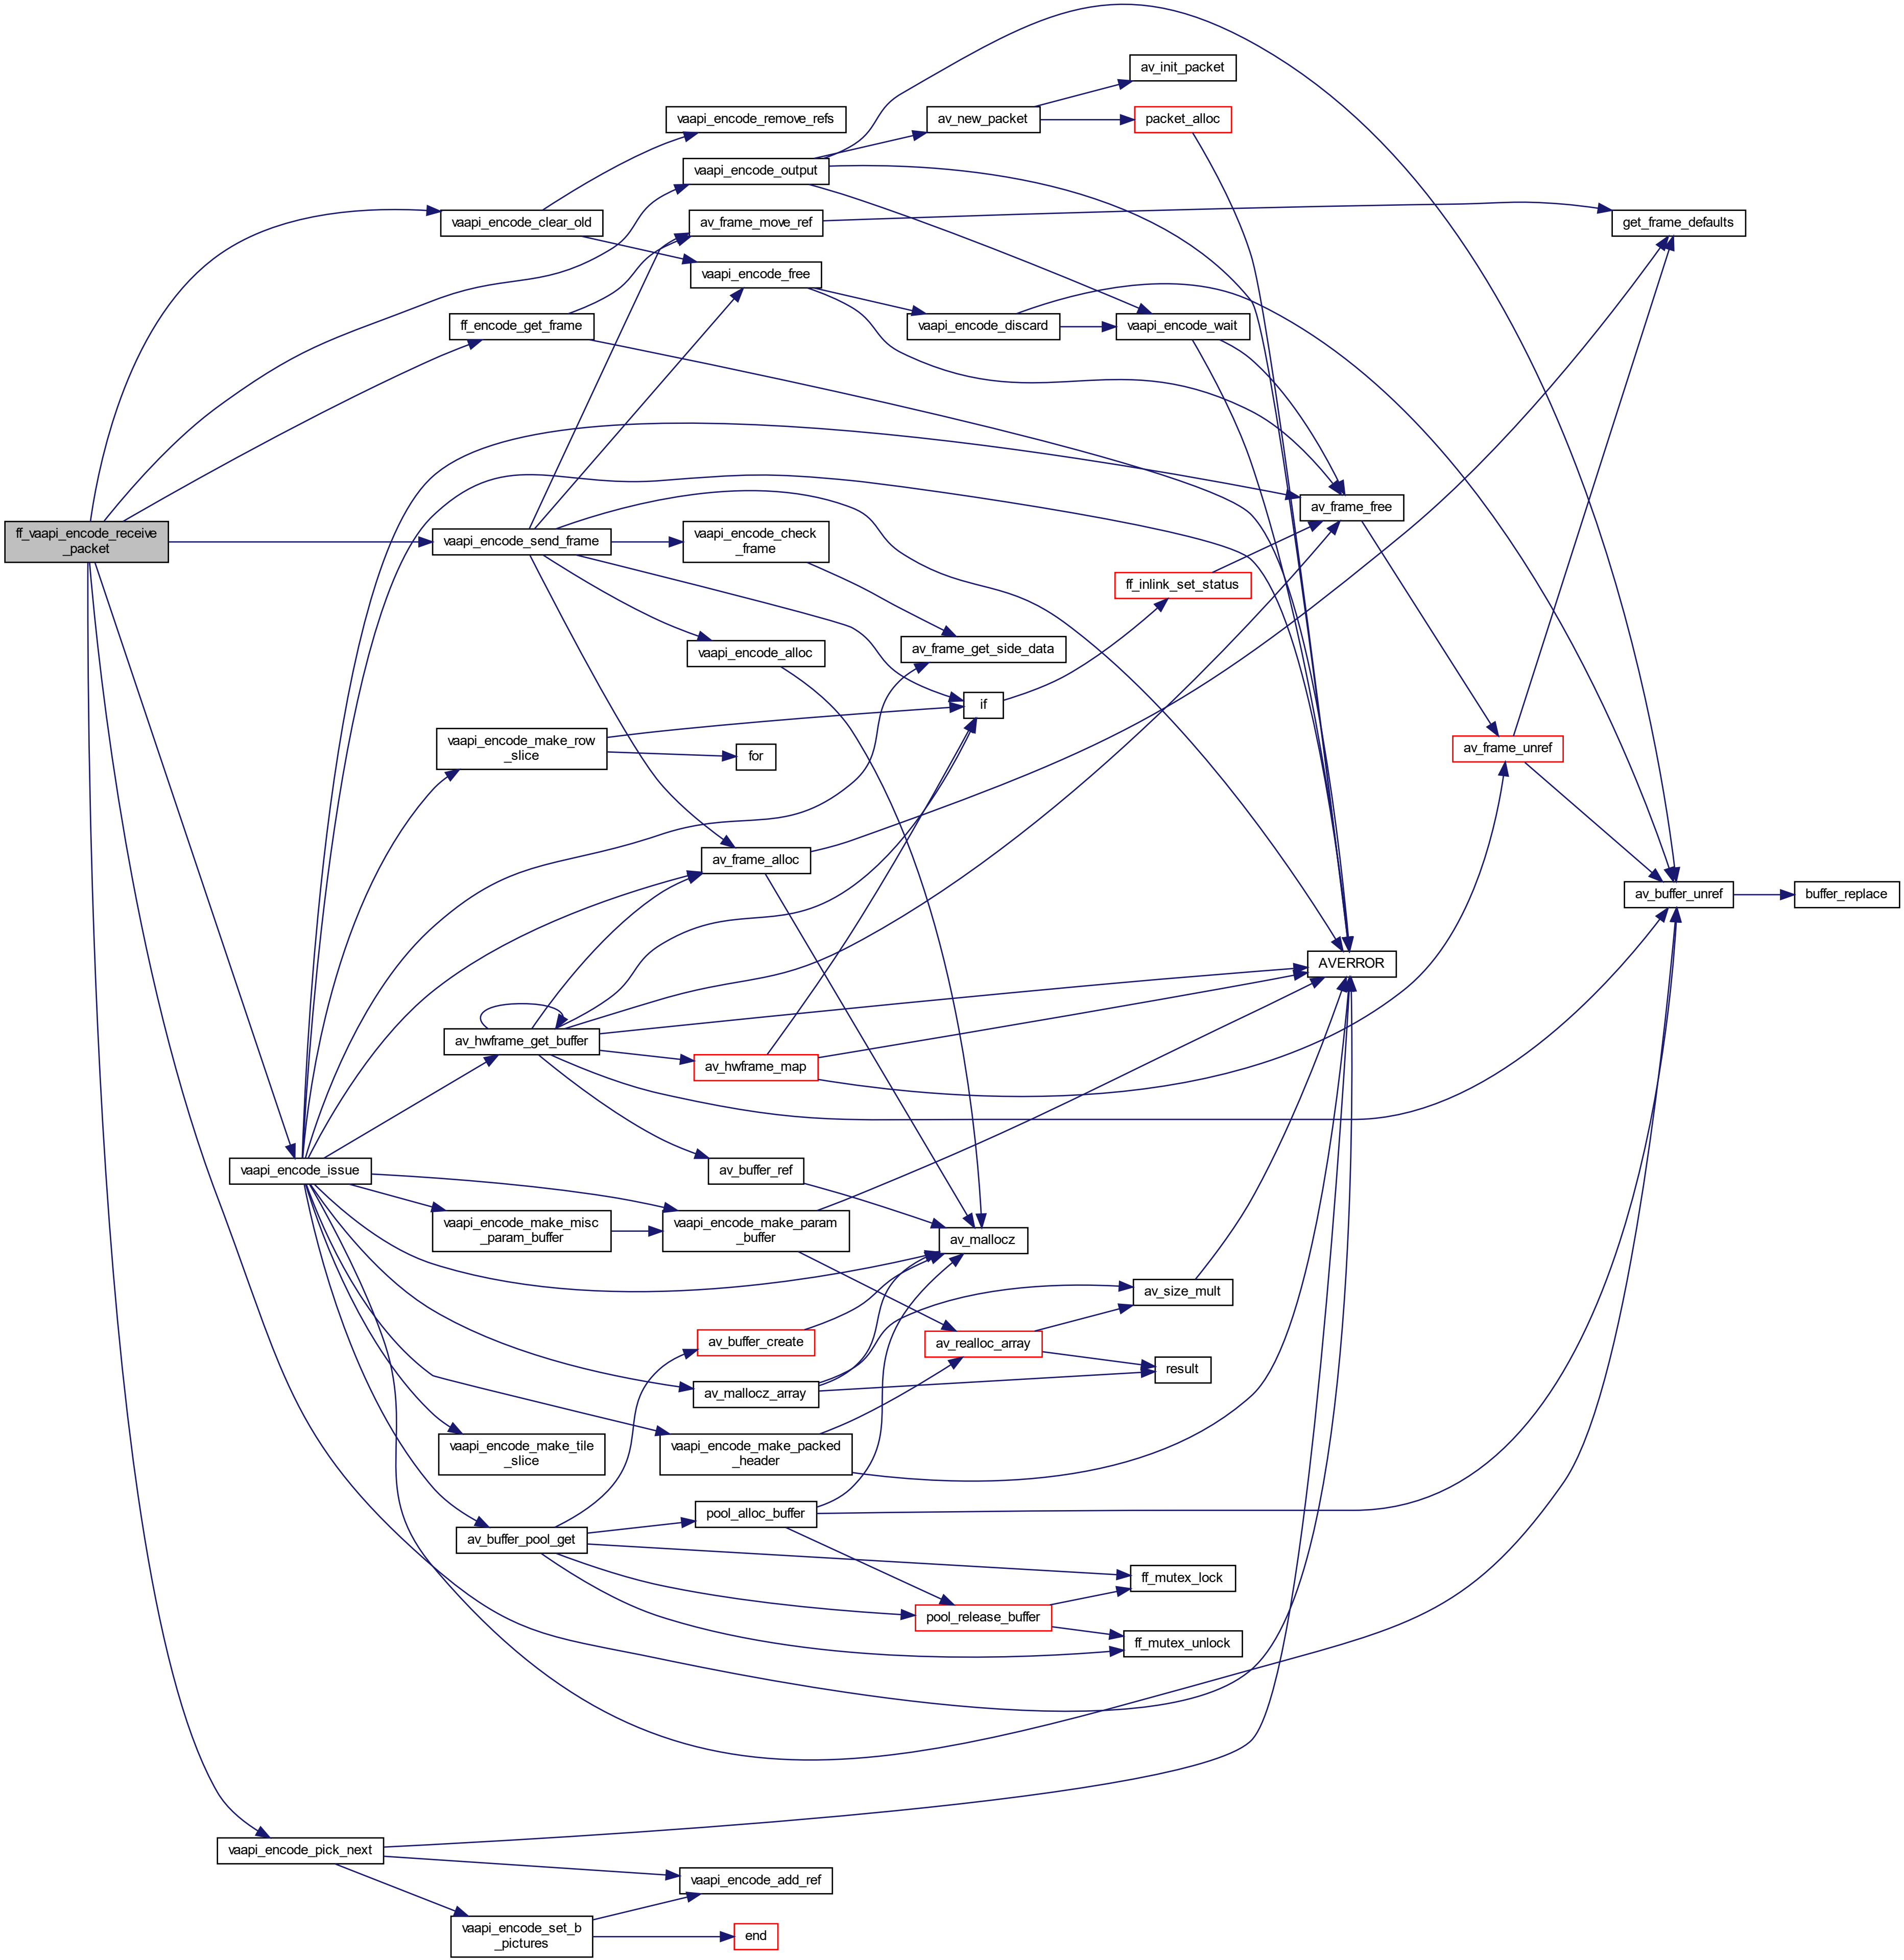 av_init_packet
vaapi_encode_remove_refs
av_new_packet
packet_alloc
vaapi_encode_output
vaapi_encode_clear_old
av_frame_move_ref
get_frame_defaults
vaapi_encode_free
ff_encode_get_frame
vaapi_encode_discard
vaapi_encode_wait
av_frame_free
ff_vaapi_encode_receive
_packet
vaapi_encode_send_frame
vaapi_encode_check
_frame
ff_inlink_set_status
vaapi_encode_alloc
av_frame_get_side_data
if
vaapi_encode_make_row
_slice
for
av_frame_unref
av_frame_alloc
av_buffer_unref
buffer_replace
AVERROR
av_hwframe_get_buffer
av_hwframe_map
vaapi_encode_issue
av_buffer_ref
vaapi_encode_make_misc
_param_buffer
vaapi_encode_make_param
_buffer
av_mallocz
av_size_mult
av_buffer_create
av_realloc_array
result
av_mallocz_array
vaapi_encode_make_tile
_slice
vaapi_encode_make_packed
_header
pool_alloc_buffer
av_buffer_pool_get
ff_mutex_lock
pool_release_buffer
ff_mutex_unlock
vaapi_encode_pick_next
vaapi_encode_add_ref
vaapi_encode_set_b
_pictures
end